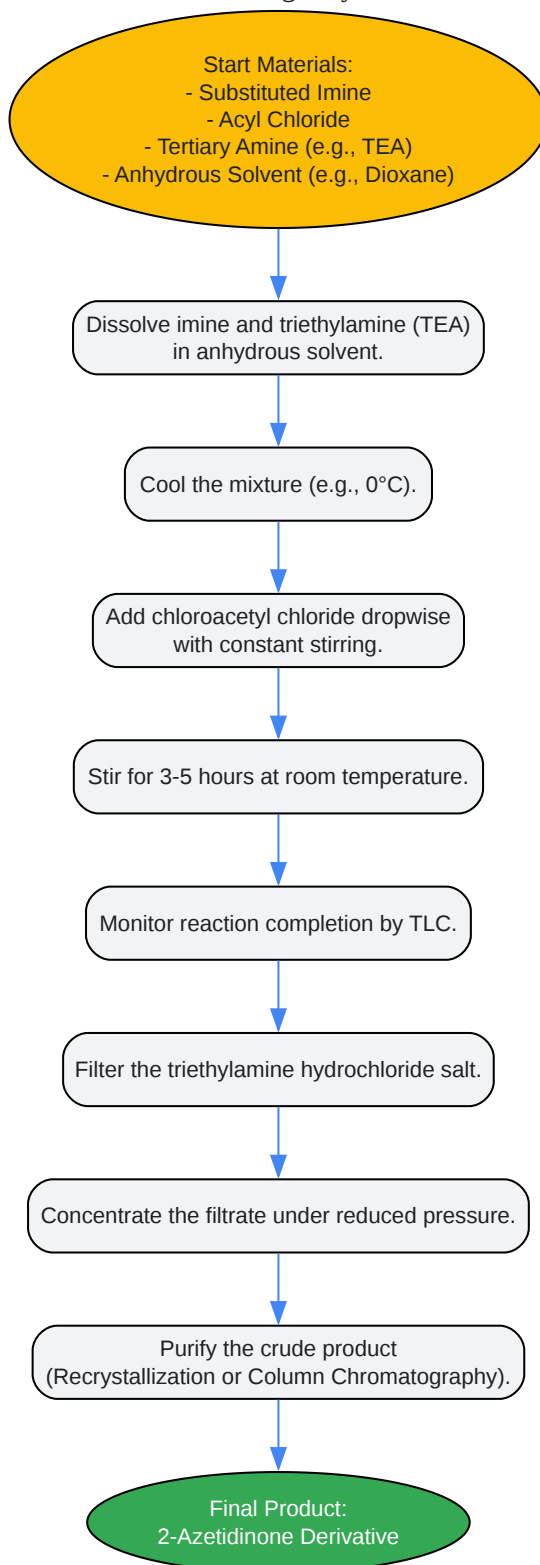 Start Materials:
- Substituted Imine
- Acyl Chloride
- Tertiary Amine (e.g., TEA)
- Anhydrous Solvent (e.g., Dioxane)
Dissolve imine and triethylamine (TEA)
in anhydrous solvent.
Cool the mixture (e.g., 0°C).
Add chloroacetyl chloride dropwise
with constant stirring.
Stir for 3-5 hours at room temperature.
Monitor reaction completion by TLC.
Filter the triethylamine hydrochloride salt.
Concentrate the filtrate under reduced pressure.
Purify the crude product
(Recrystallization or Column Chromatography).
Final Product:
2-Azetidinone Derivative